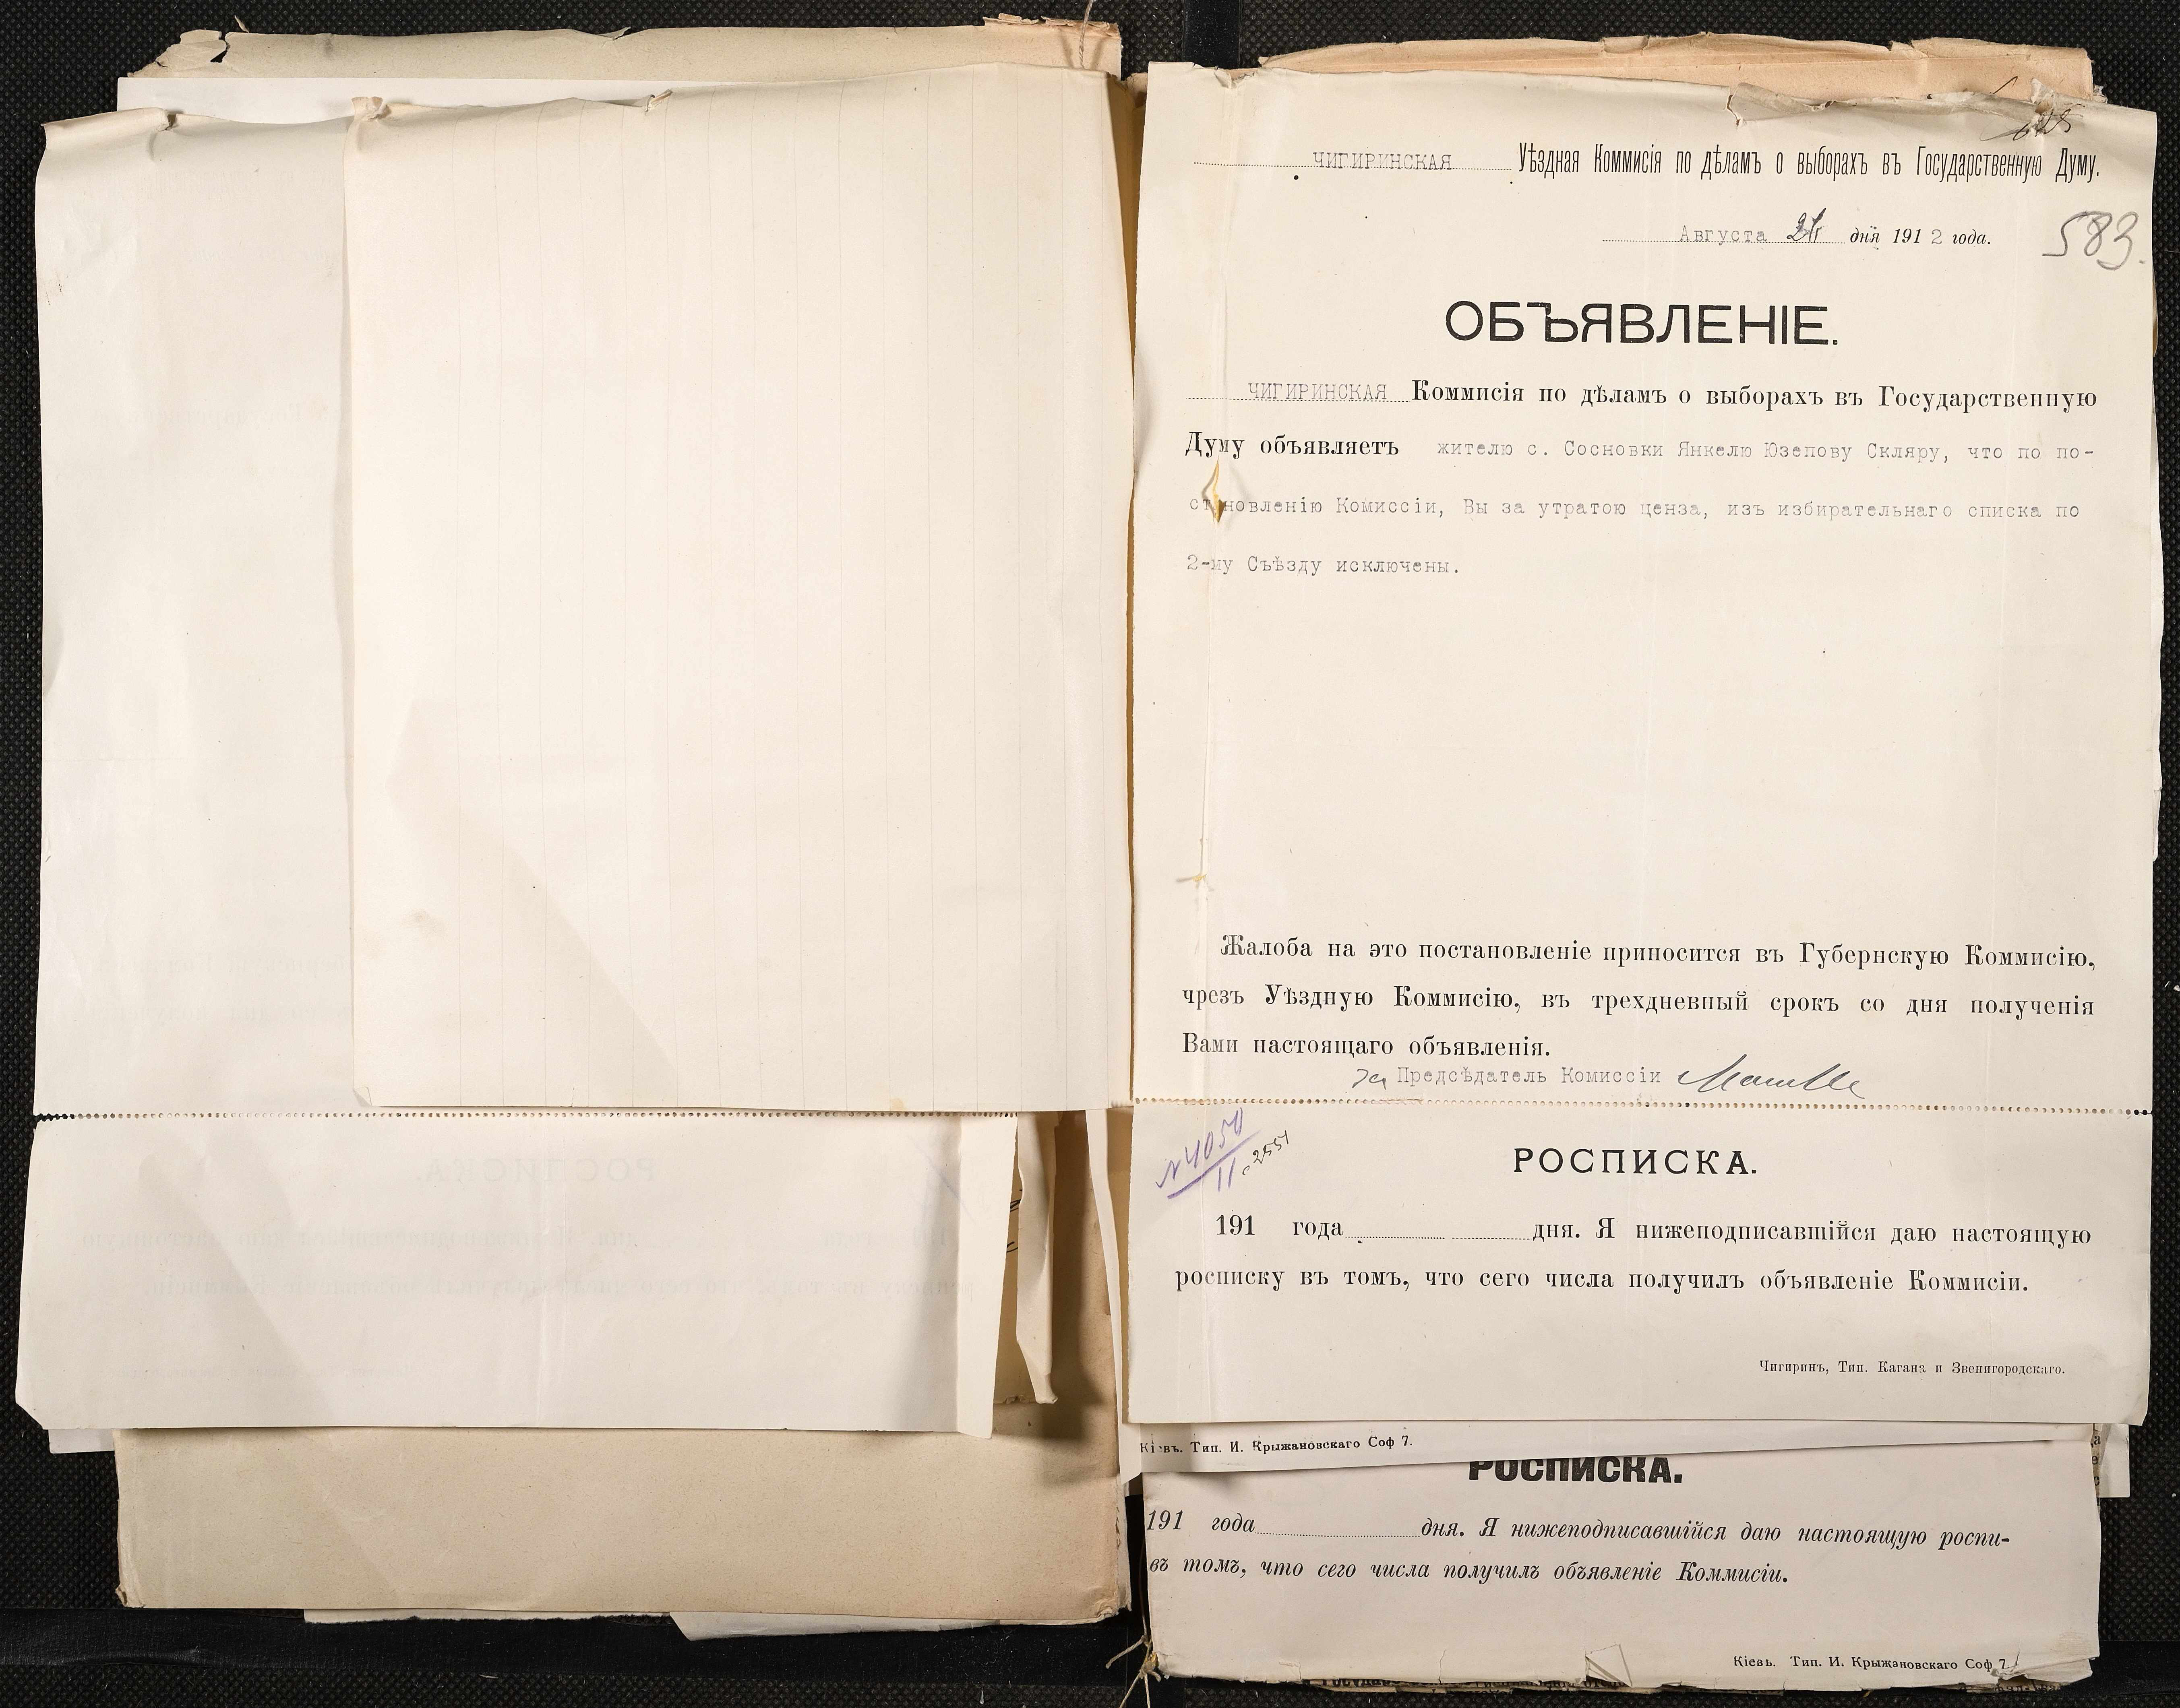 ЧИГИРИНСКАЯ Уѣздная Коммисія по дѣламъ о выборахъ въ Государственную Думу.
Августа дня 1912 года.
583.
ОБЪЯВЛЕНІЕ.
ЧИГИРИНСКАЯ Коммисія по дѣламъ о выборахъ въ Государственную
Думу объявляетъ жителю с. Сосновки Янкелю Юзепову Скляру, что по по-
становленію Комиссіи, Вы за утратою ценза, изъ избирательнаго списка по
2-му Съѣзду исключены.
Жалоба на это постановленіе приносится въ Губернскую Коммисію,
чрезъ Уѣздную Коммисію, въ трехдневный срокъ со дня полученія
Вами настоящаго объявленія.
За Предсѣдатель Комиссіи
№ 4050
11 2551
РОСПИСКА.
191 года дня. Я нижеподписавшійся даю настоящую
росписку въ томъ, что сего числа получилъ объявленіе Коммисіи.
Чигиринъ, Тип. Кагана и Звенигородскаго.
Кіевъ. Тип. И. Крыжановскаго Соф 7.
РОСПИСКА.
191 года дня. Я нижеподписавшійся даю настоящую роспи-
въ томъ, что сего числа получилъ объявленіе Коммисіи.
Кіевъ. Тип. И. Крыжановскаго Соф 7.